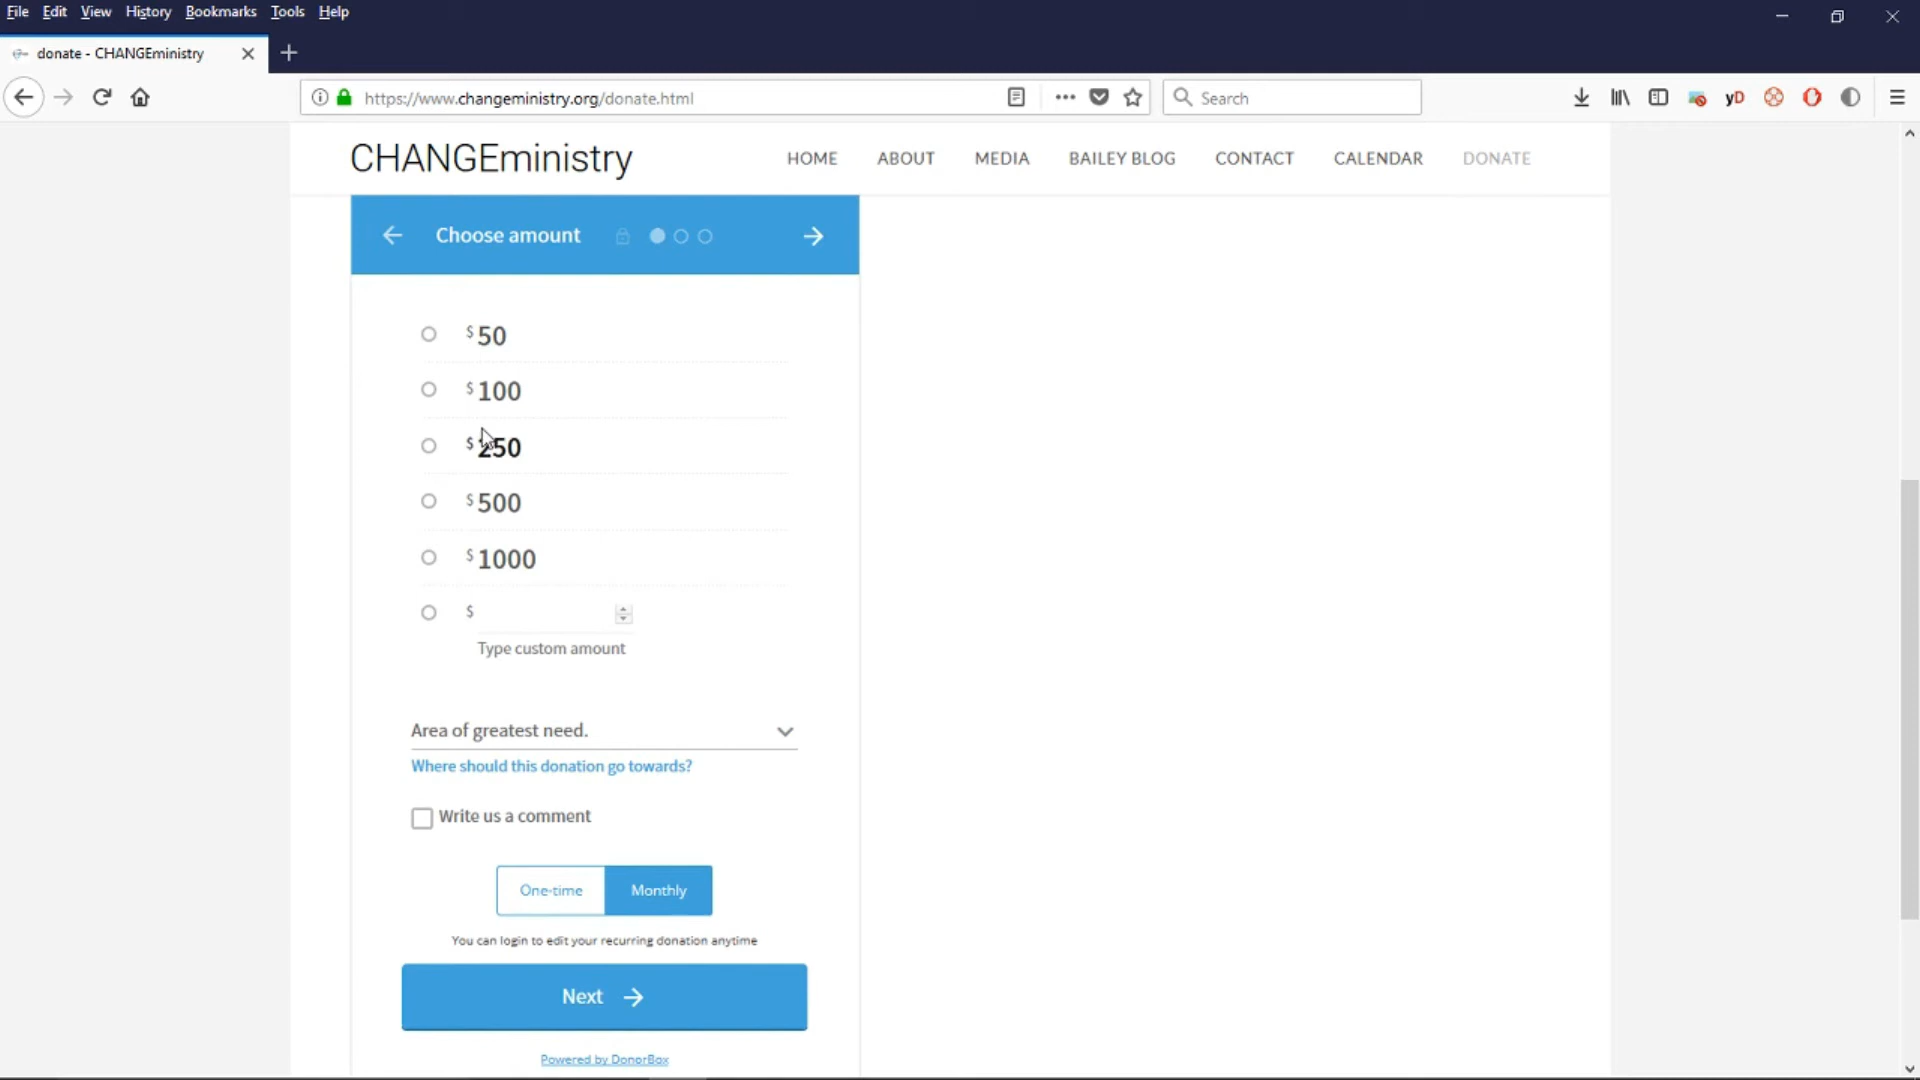 File Edit View History Bookmarks Tools Help
donate - CHANGEministry
https://www.changeministry.org/donate.html
Search
yD
CHANGEministry
HOME ABOUT MEDIA BAILEY BLOG CONTACT CALENDAR DONATE
Choose amount
$ 50
$ 100
$ 250
$ 500
$ 1000
$
Type custom amount
Area of greatest need.
Where should this donation go towards?
Write us a comment
One-time Monthly
You can login to edit your recurring donation anytime
Next
Powered by DonorBox